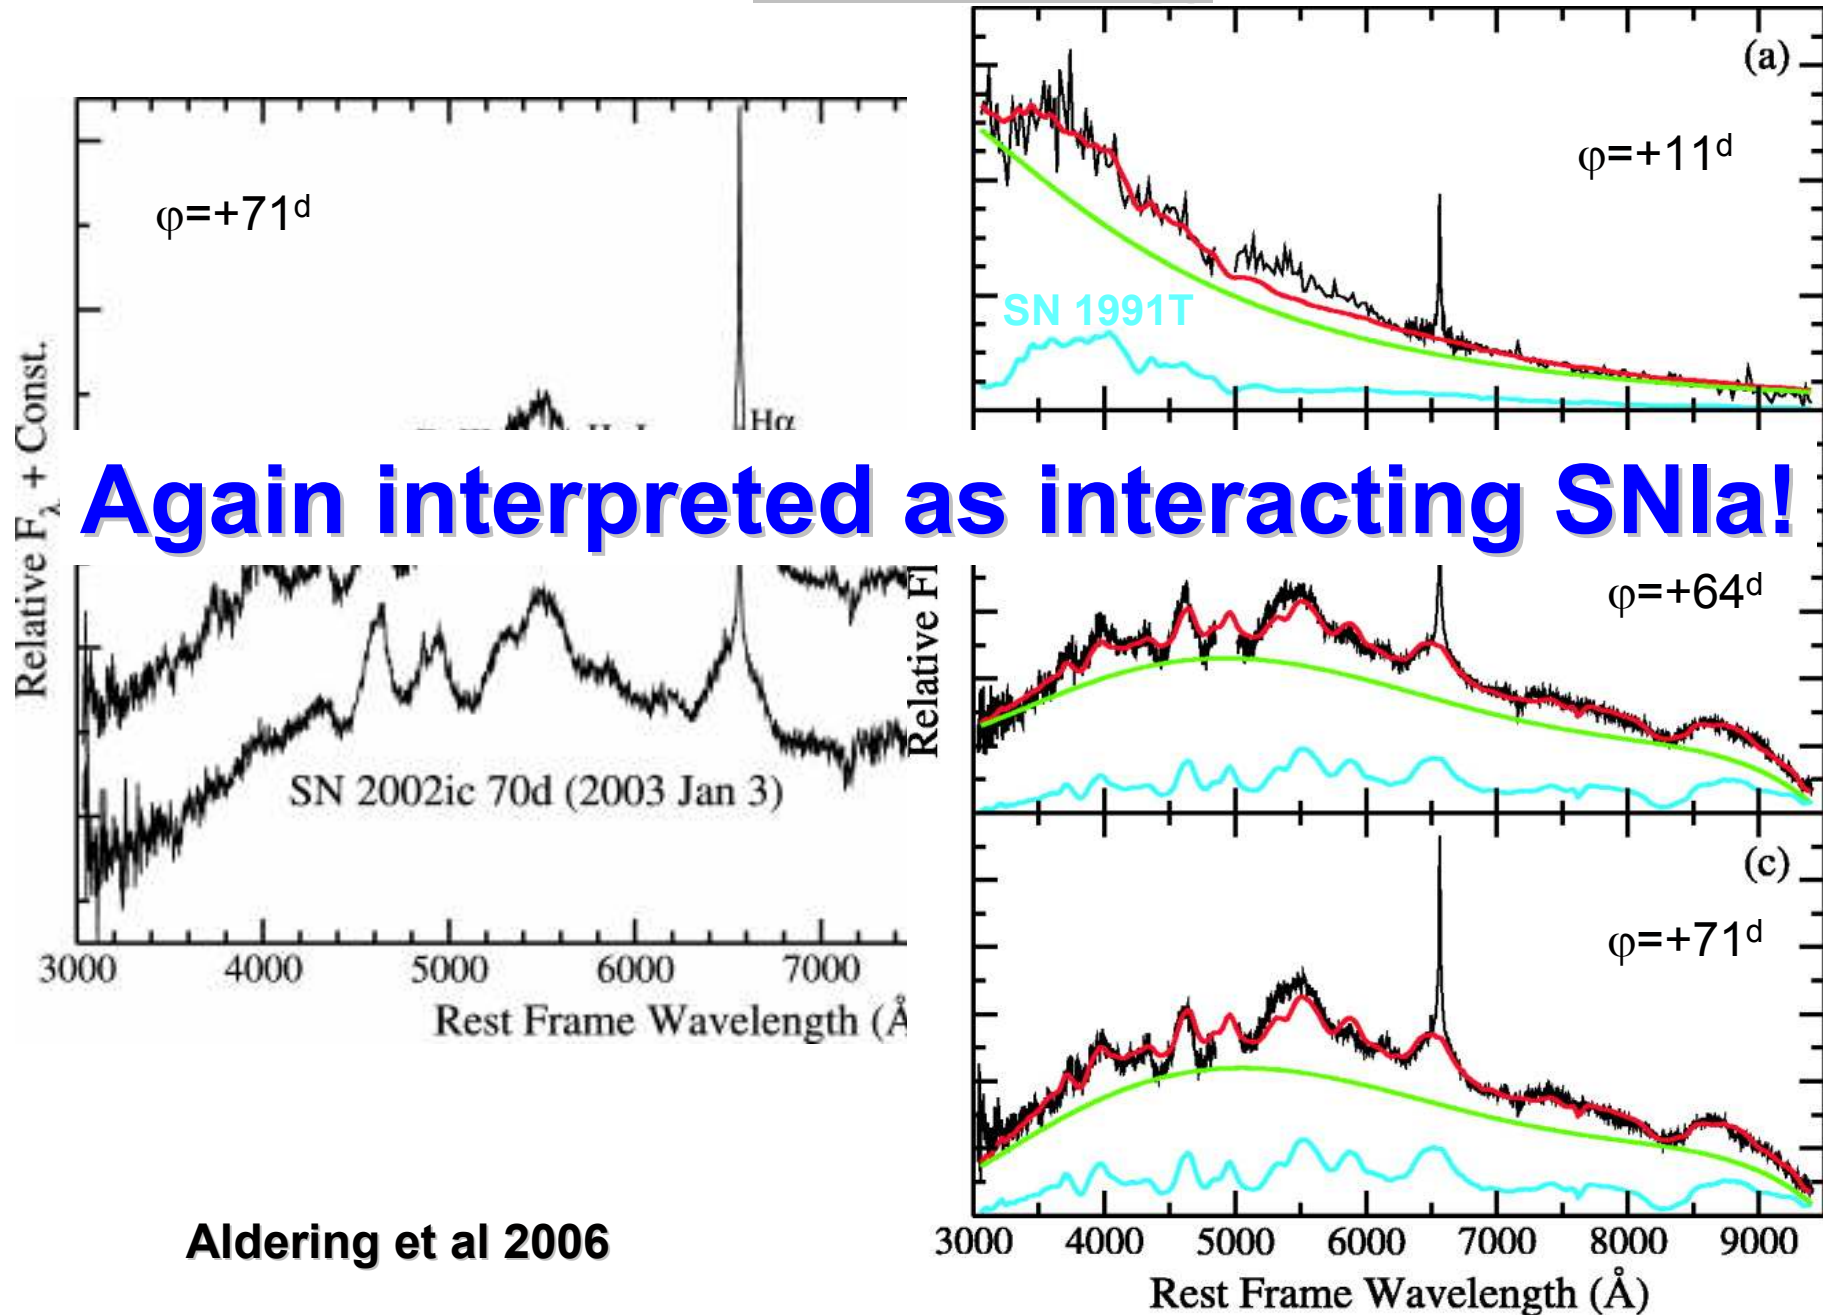 (a)
φ=+11ᵈ
SN 1991T
φ=+71ᵈ
Hα
Relative Fλ + Const.
Again interpreted as interacting SNIa!
φ=+64ᵈ
Relative
SN 2002ic 70d (2003 Jan 3)
3000 4000 5000 6000 7000
Rest Frame Wavelength (Å
(c)
φ=+71ᵈ
3000 4000 5000 6000 7000 8000 9000
Rest Frame Wavelength (Å)
Aldering et al 2006